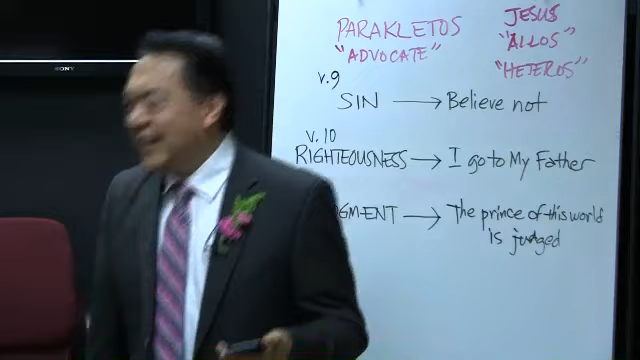 SONY
PARAKLETOS
"ADVOCATE"
JESUS
"ALLOS"
"HETEROS"
v.9
SIN → Believe not
v. 10
RIGHTEOUSNESS → I go to My Father
GMENT → The prince of this world
is judged